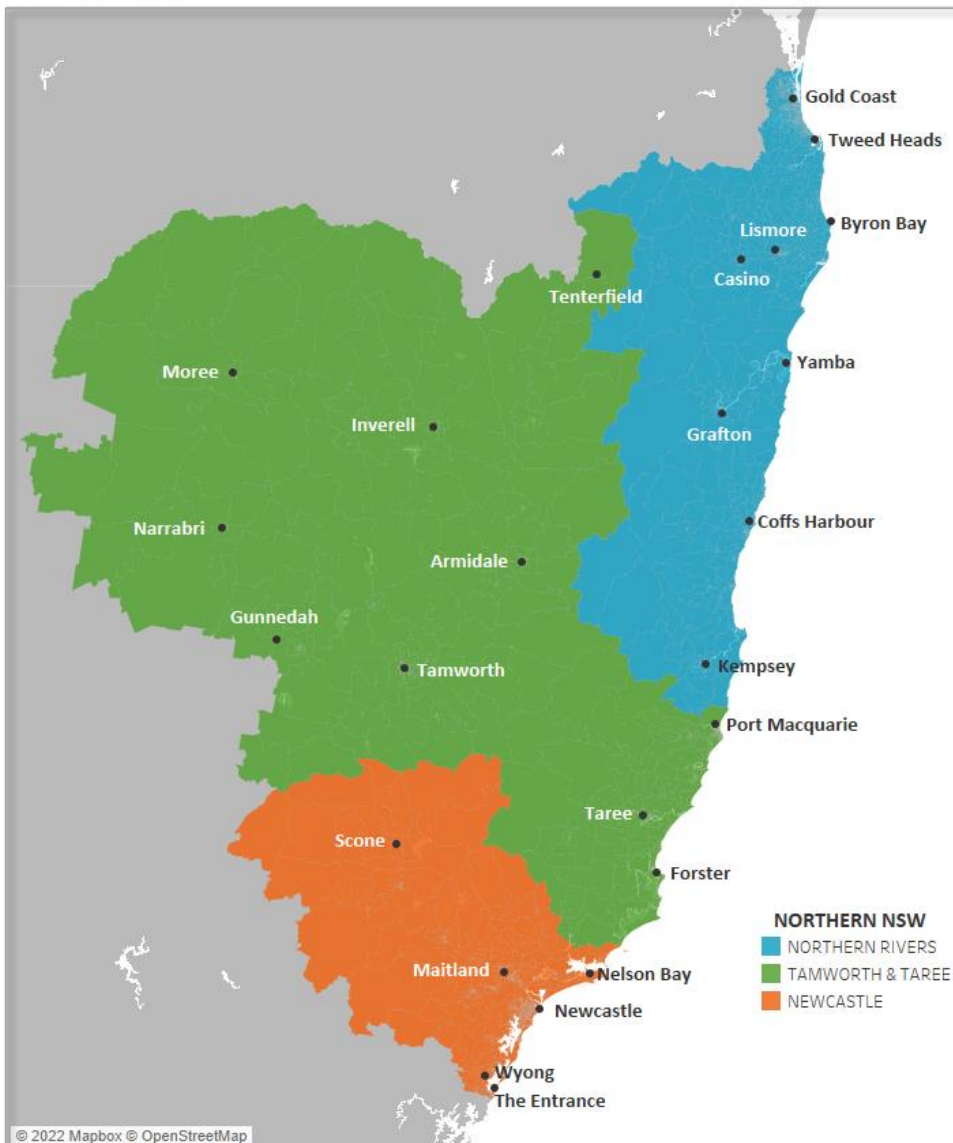 Gold Coast
Tweed Heads
Byron Bay
Lismore
Casino
Tenterfield
Yamba
Moree
Grafton
Inverell
Coffs Harbour
Narrabri
Armidale
Gunnedah
Kempsey
Tamworth
Port Macquarie
Taree
Scone
Forster
NORTHERN NSW
NORTHERN RIVERS
TAMWORTH & TAREE
NEWCASTLE
Maitland
Nelson Bay
Newcastle
Wyong
The Entrance
© 2022 Mapbox © OpenStreetMap